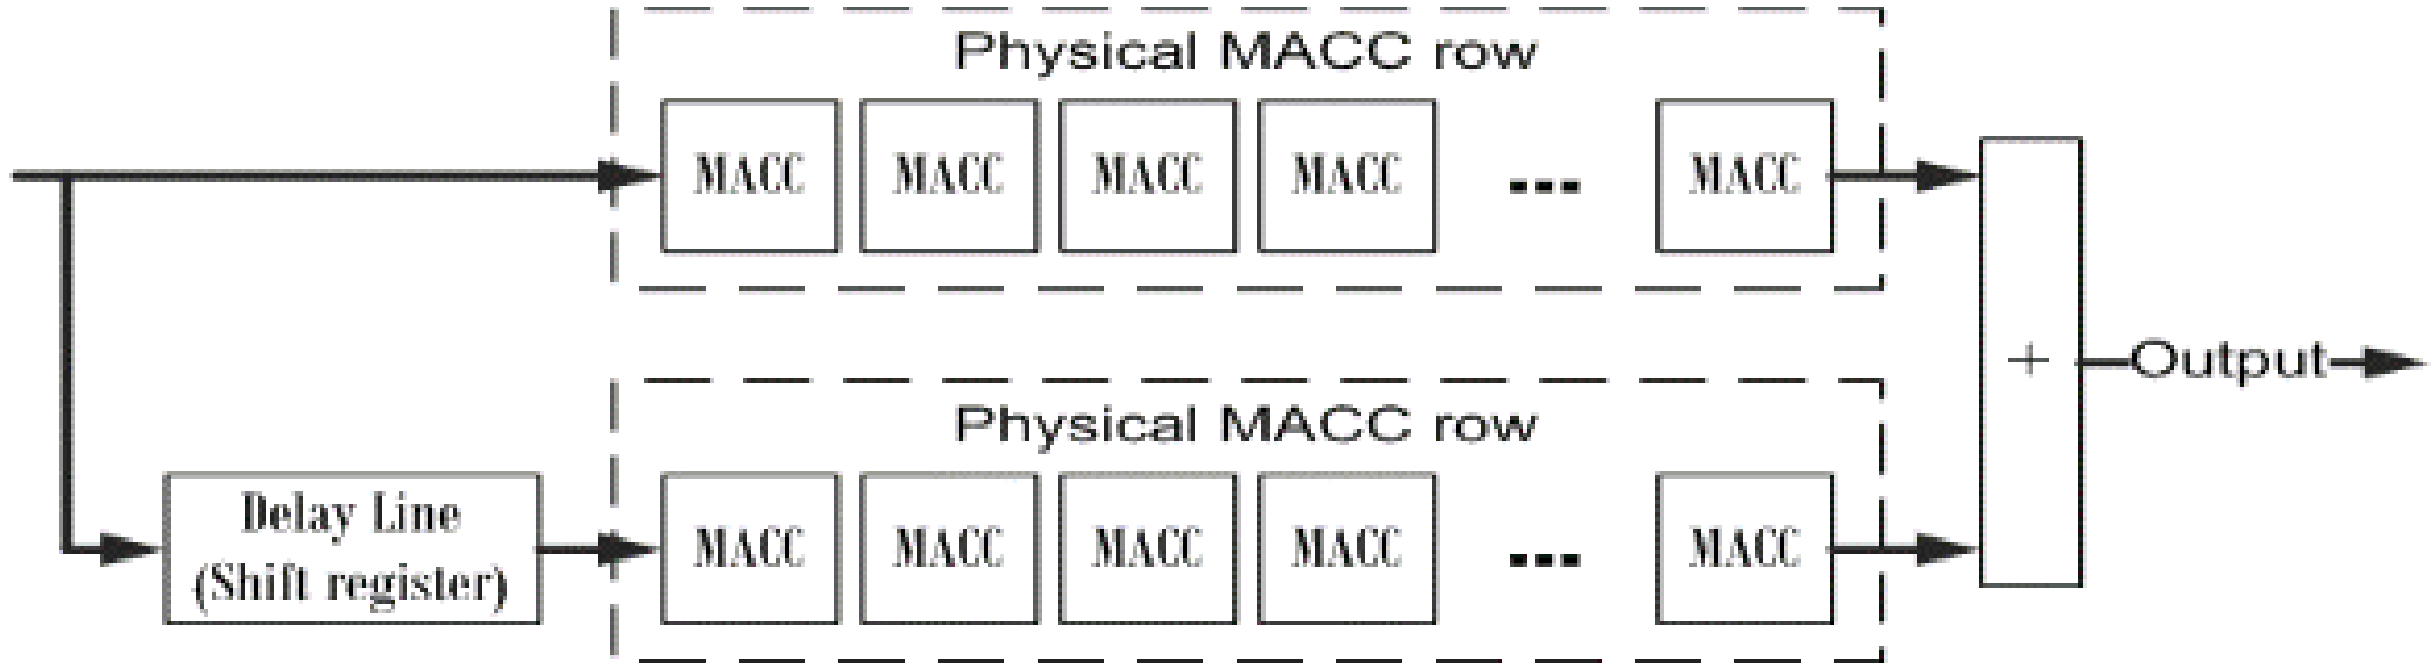 Physical MACC row
MACC MACC MACC MACC ... MACC
+
Output
Physical MACC row
Delay Line
(Shift register)
MACC MACC MACC MACC ... MACC